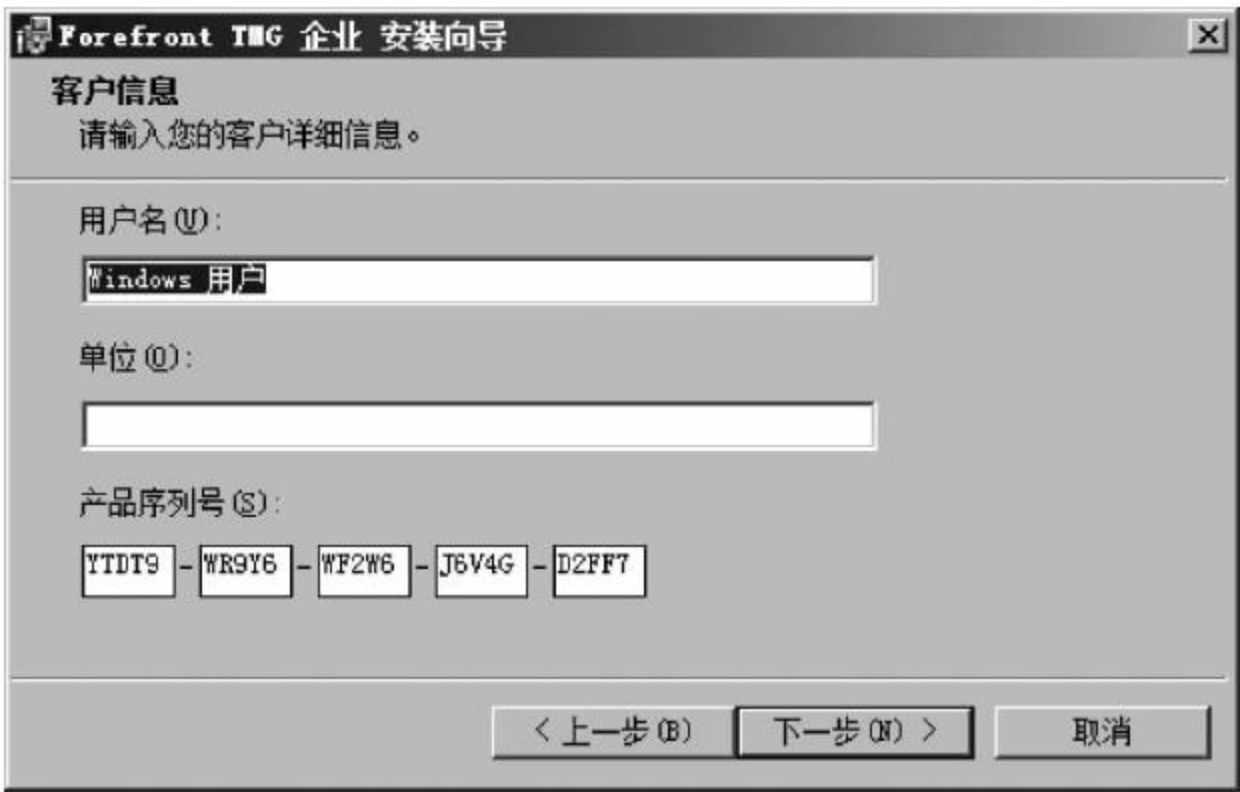 Forefront TMG 企业 安装向导
客户信息
请输入您的客户详细信息。
用户名(U):
Windows 用户
单位(O):
产品序列号(S):
YTDT9 - WR9Y6 - WF2W6 - J6V4G - D2FF7
< 上一步(B) 下一步(N) > 取消